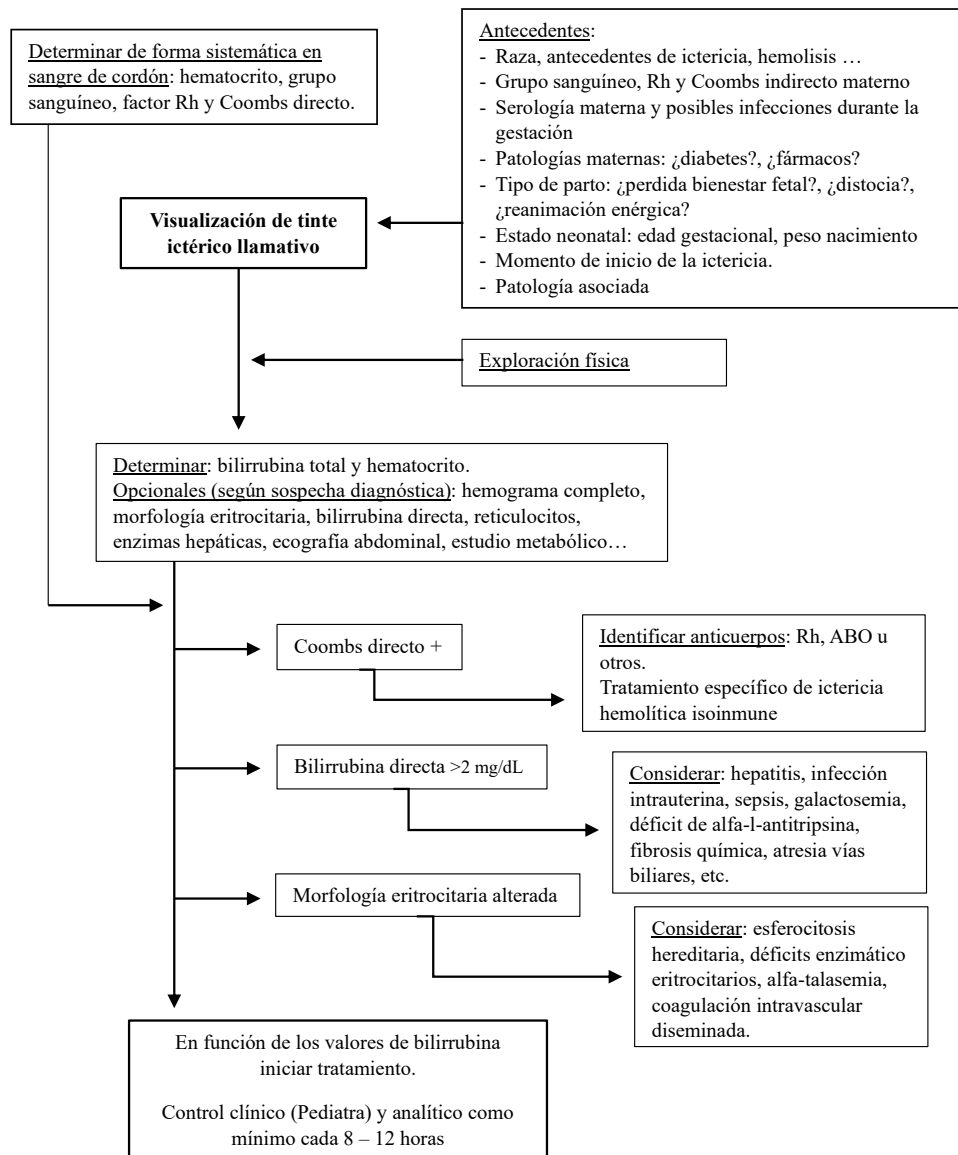 Determinar de forma sistemática en
sangre de cordón: hematocrito, grupo
sanguíneo, factor Rh y Coombs directo.
Antecedentes:
- Raza, antecedentes de ictericia, hemolisis …
- Grupo sanguíneo, Rh y Coombs indirecto materno
- Serología materna y posibles infecciones durante la
gestación
- Patologías maternas: ¿diabetes?, ¿fármacos?
- Tipo de parto: ¿perdida bienestar fetal?, ¿distocia?,
¿reanimación enérgica?
- Estado neonatal: edad gestacional, peso nacimiento
- Momento de inicio de la ictericia.
- Patología asociada
Visualización de tinte
ictérico llamativo
Exploración física
Determinar: bilirrubina total y hematocrito.
Opcionales (según sospecha diagnóstica): hemograma completo,
morfología eritrocitaria, bilirrubina directa, reticulocitos,
enzimas hepáticas, ecografía abdominal, estudio metabólico…
Coombs directo +
Identificar anticuerpos: Rh, ABO u
otros.
Tratamiento específico de ictericia
hemolítica isoinmune
Bilirrubina directa >2 mg/dL
Considerar: hepatitis, infección
intrauterina, sepsis, galactosemia,
déficit de alfa-l-antitripsina,
fibrosis química, atresia vías
biliares, etc.
Morfología eritrocitaria alterada
Considerar: esferocitosis
hereditaria, déficits enzimático
eritrocitarios, alfa-talasemia,
coagulación intravascular
diseminada.
En función de los valores de bilirrubina
iniciar tratamiento.
Control clínico (Pediatra) y analítico como
mínimo cada 8 – 12 horas